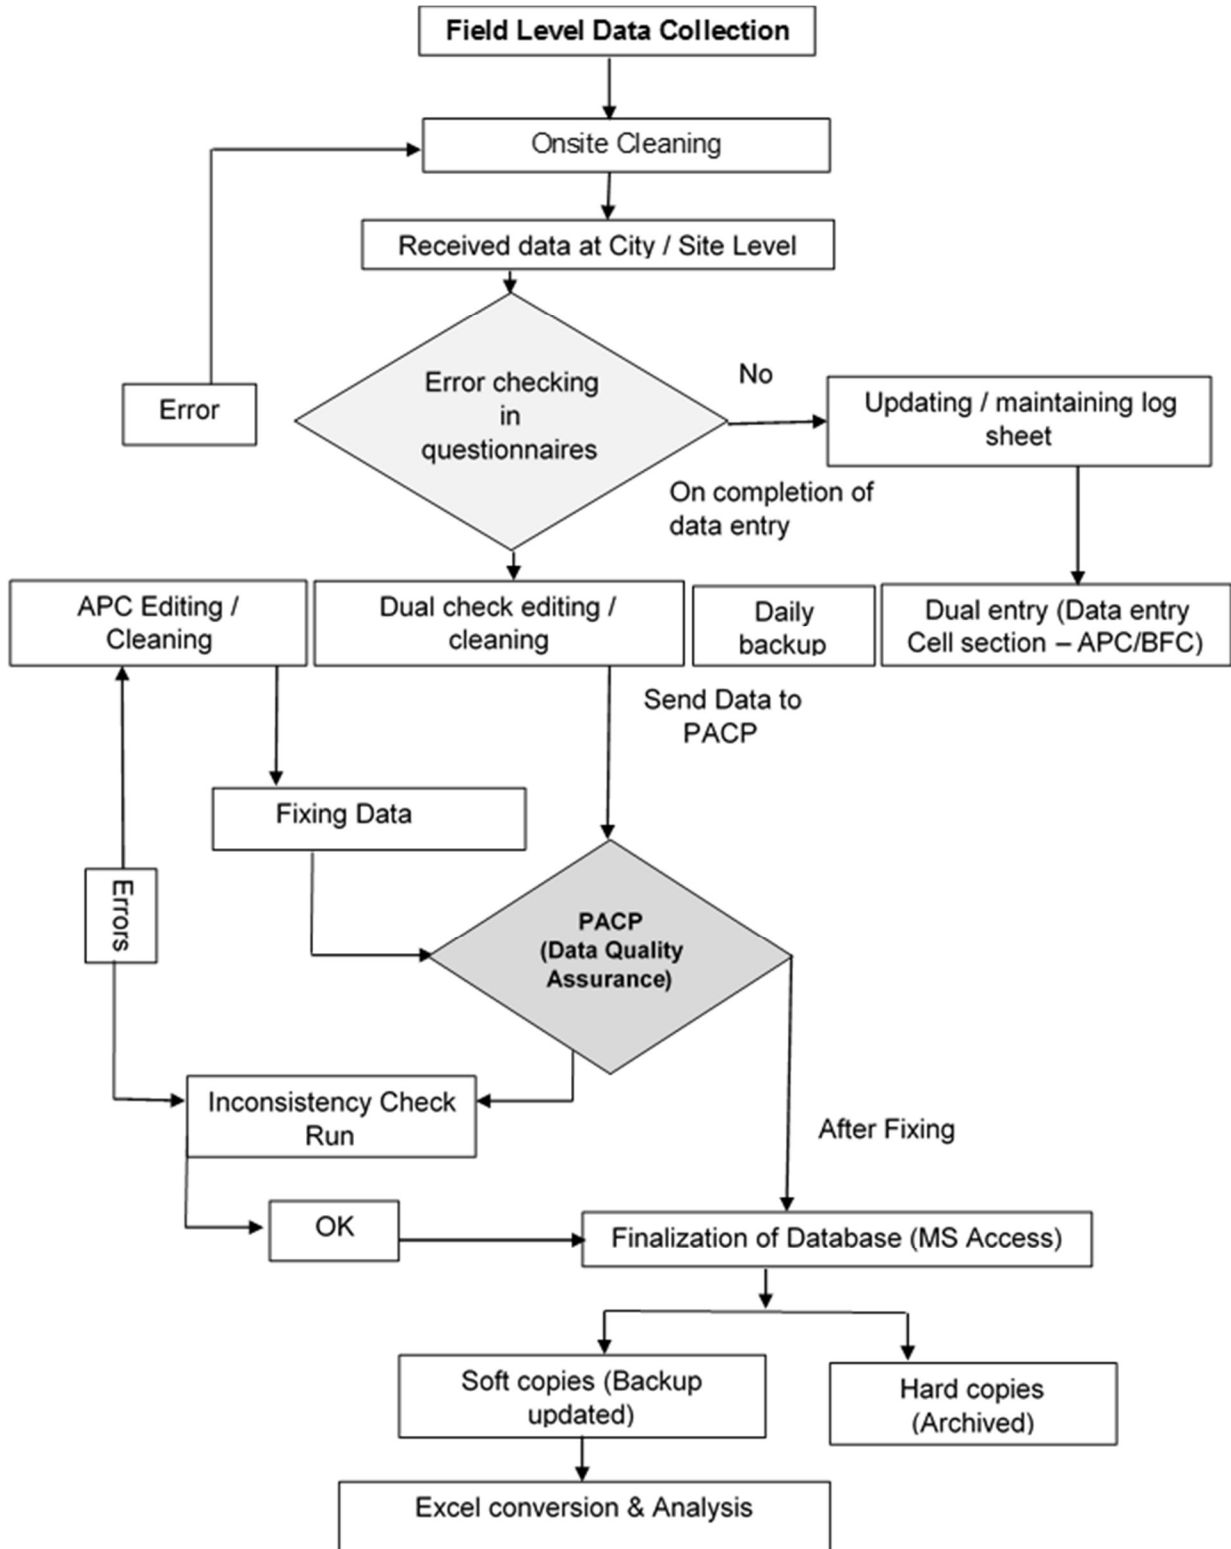 Field Level Data Collection
Onsite Cleaning
Received data at City / Site Level
Error checking
in
questionnaires
No
Updating / maintaining log
sheet
Error
On completion of
data entry
APC Editing /
Cleaning
Dual check editing /
cleaning
Daily
backup
Dual entry (Data entry
Cell section – APC/BFC)
Send Data to
PACP
Fixing Data
Errors
PACP
(Data Quality
Assurance)
Inconsistency Check
Run
After Fixing
OK
Finalization of Database (MS Access)
Soft copies (Backup
updated)
Hard copies
(Archived)
Excel conversion & Analysis